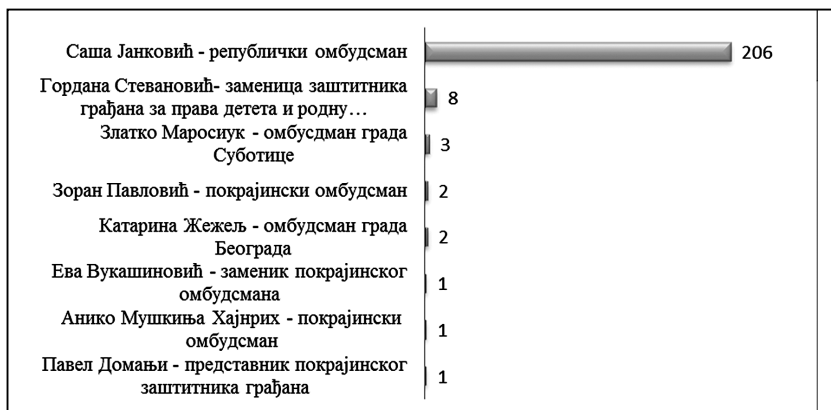 Саша Јанковић - републички омбудсман
206
Гордана Стевановић- заменица заштитника
грађана за права детета и родну…
8
Златко Маросиук - омбусдман града
Суботице
3
Зоран Павловић - покрајински омбудсман
2
Катарина Жежељ - омбудсман града
Београда
2
Ева Вукашиновић - заменик покрајинског
омбудсмана
1
Анико Мушкиња Хајнрих - покрајински
омбудсман
1
Павел Домањи - представник покрајинског
заштитника грађана
1